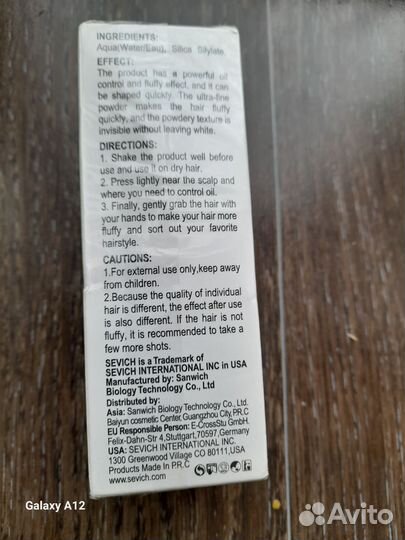 INGREDIENTS:
Aqua(Water/Eau), Silica Silylate.
EFFECT:
The product has a powerful oil
control and fluffy effect, and it can
be shaped quickly. The ultra-fine
powder makes the hair fluffy
quickly, and the powdery texture is
invisible without leaving white.
DIRECTIONS:
1. Shake the product well before
use and use it on dry hair.
2. Press lightly near the scalp and
where you need to control oil.
3. Finally, gently grab the hair with
your hands to make your hair more
fluffy and sort out your favorite
hairstyle.
CAUTIONS:
1.For external use only,keep away
from children.
2.Because the quality of individual
hair is different, the effect after use
is also different. If the hair is not
fluffy, it is recommended to take a
few more shots.
SEVICH is a Trademark of
SEVICH INTERNATIONAL INC in USA
Manufactured by: Sanwich
Biology Technology Co., Ltd
Distributed by:
Asia: Sanwich Biology Technology Co., Ltd.
Baiyun cosmetic Center, Guangzhou City, P.R.C
EU Responsible Person: E-CrossStu GmbH.
Felix-Dahn-Str 4,Stuttgart,70597,Germany
USA: SEVICH INTERNATIONAL INC.
1300 Greenwood Village CO 80111,USA
Products Made In P.R.C
www.sevich.com
Galaxy A12
Avito